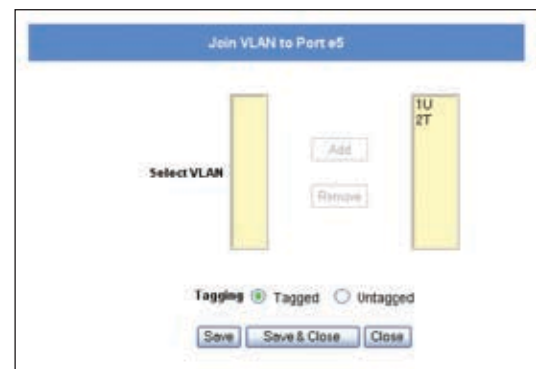 Join VLAN to Port e5
1U
2T
Add
Select VLAN
Remove
Tagging Tagged Untagged
Save Save & Close Close